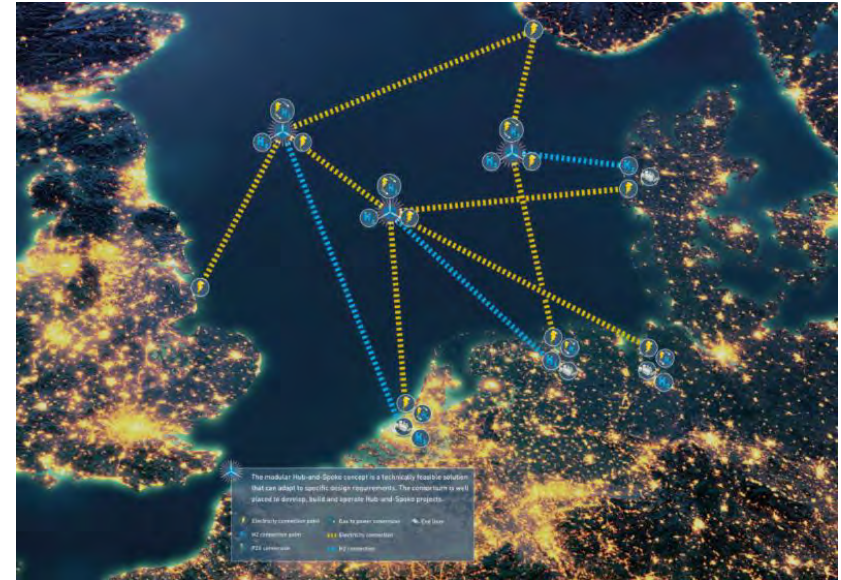 The modular Hub-and-Spoke concept is a technically feasible solution
that can adapt to specific design requirements. The consortium is well
placed to develop, build and operate Hub-and-Spoke projects.
Electricity connection point Gas to power conversion End User
H2 connection point Electricity connection
P2G conversion H2 connection